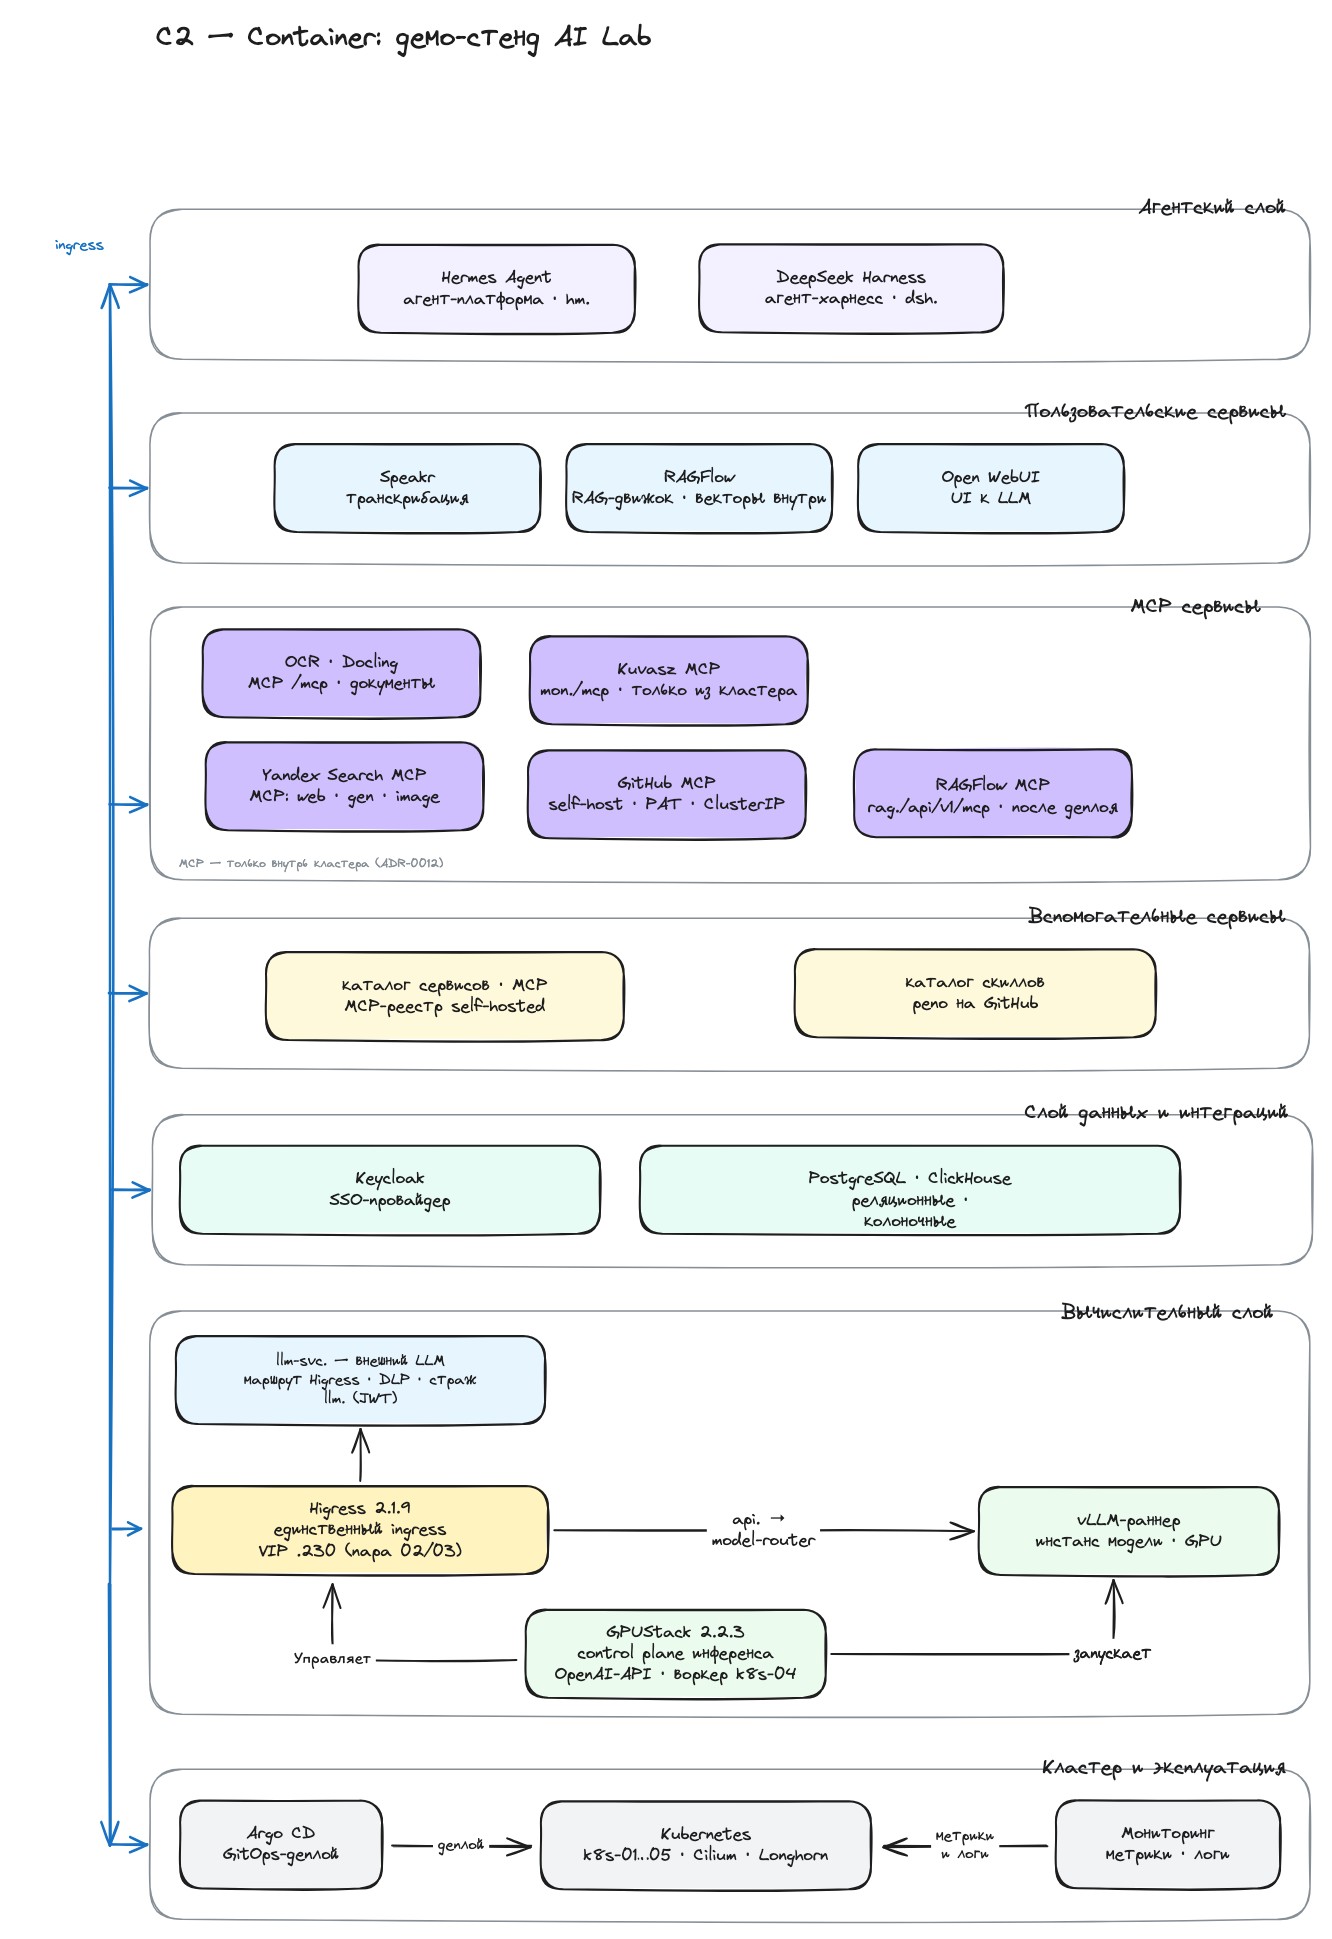 C2 — Container: демо-стенд AI Lab
Агентский слой
ingress
Hermes Agent
агент-платформа · hm.
DeepSeek Harness
агент-харнесс · dsh.
Пользовательские сервисы
Speakr
транскрибация
RAGFlow
RAG-движок · векторы внутри
Open WebUI
UI к LLM
MCP сервисы
OCR · Docling
MCP /mcp · документы
Kuvasz MCP
mon./mcp · только из кластера
Yandex Search MCP
MCP: web · gen · image
GitHub MCP
self-host · PAT · ClusterIP
RAGFlow MCP
rag./api/v1/mcp · после деплоя
MCP — только внутрь кластера (ADR-0012)
Вспомогательные сервисы
каталог сервисов · MCP
MCP-реестр self-hosted
каталог скиллов
репо на GitHub
Слой данных и интеграций
Keycloak
SSO-провайдер
PostgreSQL · ClickHouse
реляционные ·
колоночные
Вычислительный слой
llm-svc. — внешний LLM
маршрут Higress · DLP · страж
llm. (JWT)
Higress 2.1.9
единственный ingress
VIP .230 (пара 02/03)
api. →
model-router
vLLM-раннер
инстанс модели · GPU
GPUStack 2.2.3
control plane инференса
OpenAI-API · воркер k8s-04
Управляет
запускает
Кластер и эксплуатация
Argo CD
GitOps-деплой
деплой
Kubernetes
k8s-01…05 · Cilium · Longhorn
метрики
и логи
Мониторинг
метрики · логи